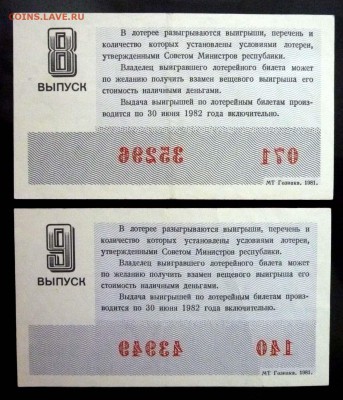 COINS.LAVE.RU
8
ВЫПУСК
В лотерее разыгрываются выигрыши, перечень и
количество которых установлены условиями лотереи,
утвержденными Советом Министров республики.
Владелец выигравшего лотерейного билета может
по желанию получить взамен вещевого выигрыша его
стоимость наличными деньгами.
Выдача выигрышей по лотерейным билетам произ-
водится по 30 июня 1982 года включительно.
35296 071
МТ Гознака. 1981.
9
ВЫПУСК
В лотерее разыгрываются выигрыши, перечень и
количество которых установлены условиями лотереи,
утвержденными Советом Министров республики.
Владелец выигравшего лотерейного билета может
по желанию получить взамен вещевого выигрыша его
стоимость наличными деньгами.
Выдача выигрышей по лотерейным билетам произ-
водится по 30 июня 1982 года включительно.
43949 140
МТ Гознака. 1981.